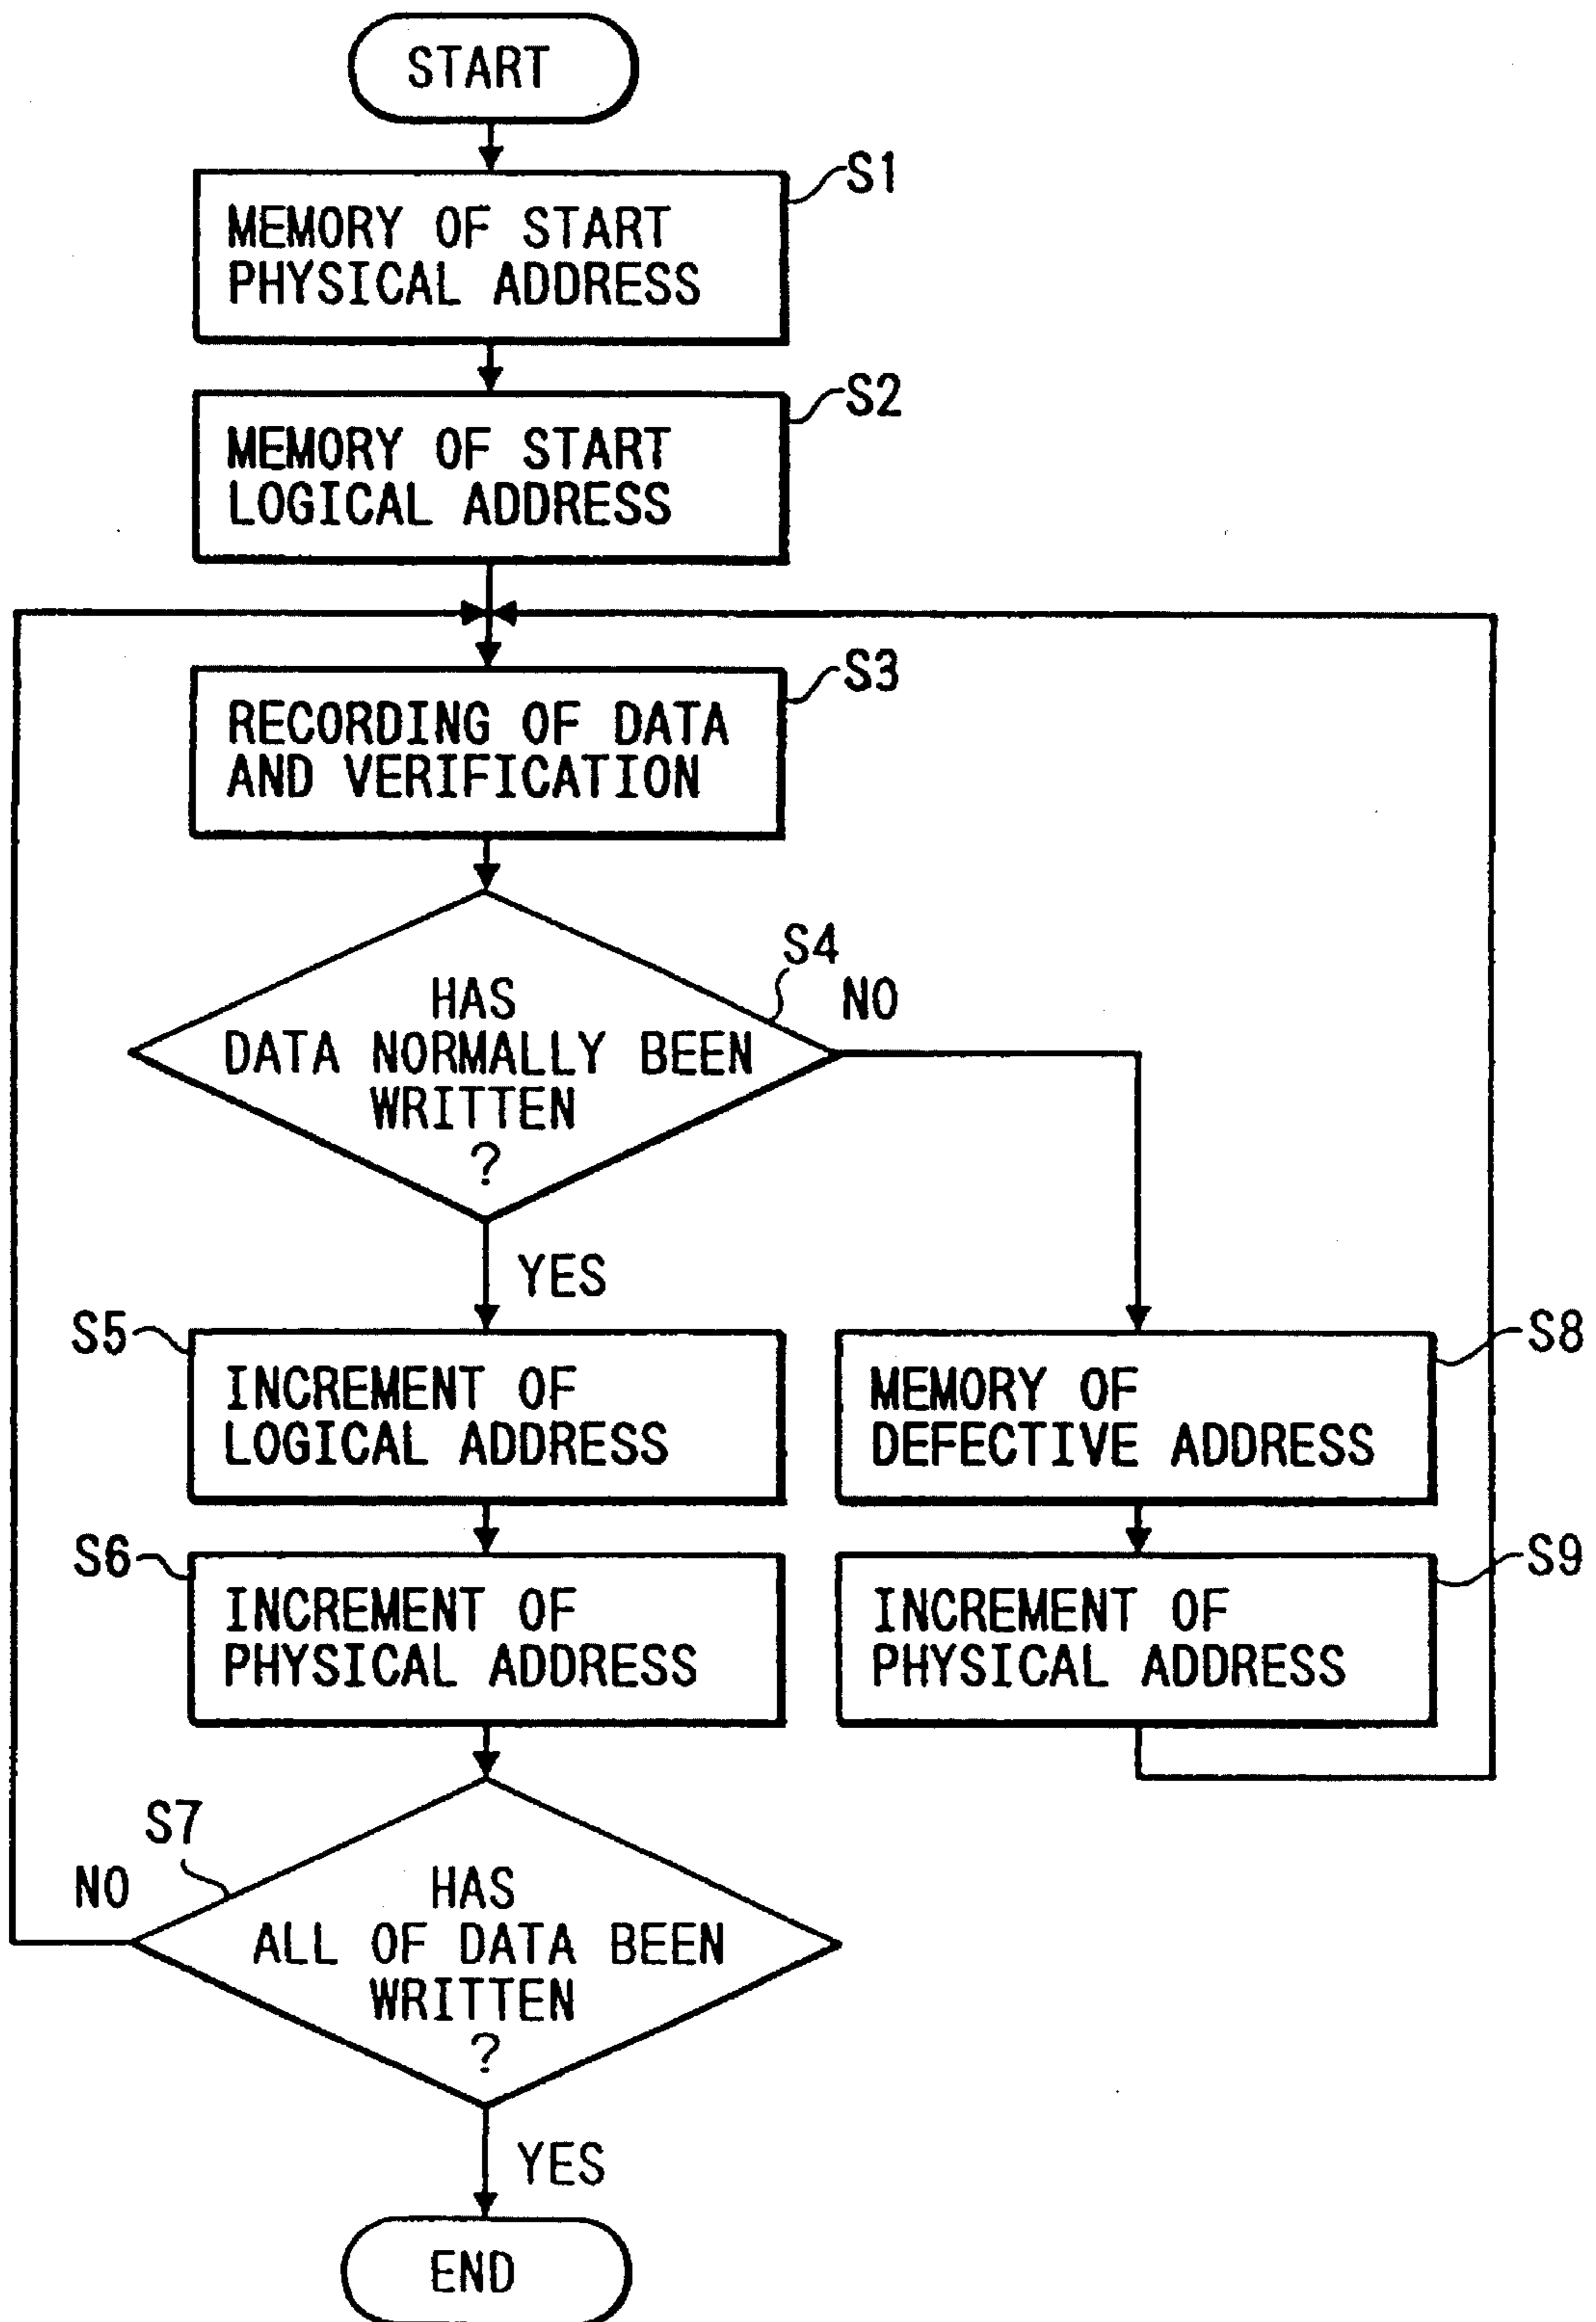 START
S1
MEMORY OF START
PHYSICAL ADDRESS
S2
MEMORY OF START
LOGICAL ADDRESS
S3
RECORDING OF DATA
AND VERIFICATION
S4
NO
HAS
DATA NORMALLY BEEN
WRITTEN
?
YES
S5
INCREMENT OF
LOGICAL ADDRESS
S8
MEMORY OF
DEFECTIVE ADDRESS
S6
INCREMENT OF
PHYSICAL ADDRESS
S9
INCREMENT OF
PHYSICAL ADDRESS
S7
NO
HAS
ALL OF DATA BEEN
WRITTEN
?
YES
END